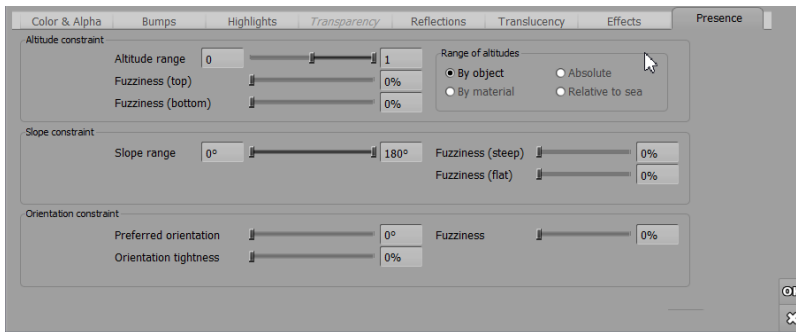 Color & Alpha Bumps Highlights Transparency Reflections Translucency Effects Presence
Altitude constraint
Altitude range 0 1
Fuzziness (top) 0%
Fuzziness (bottom) 0%
Range of altitudes
By object Absolute
By material Relative to sea
Slope constraint
Slope range 0° 180° Fuzziness (steep) 0%
Fuzziness (flat) 0%
Orientation constraint
Preferred orientation 0° Fuzziness 0%
Orientation tightness 0%